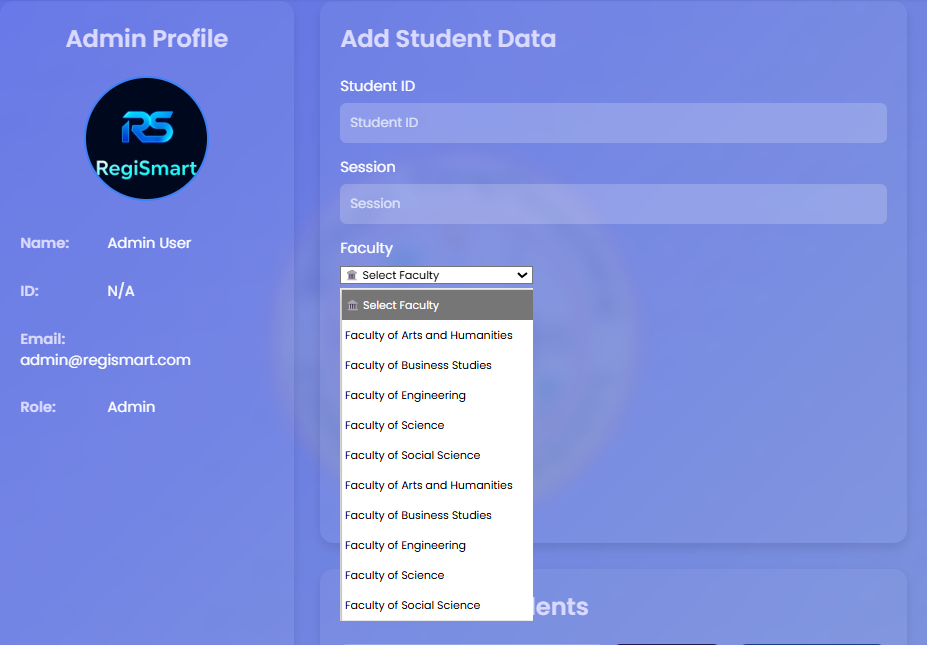 Admin Profile
RS
RegiSmart
Name: Admin User
ID: N/A
Email:
admin@regismart.com
Role: Admin
Add Student Data
Student ID
Student ID
Session
Session
Faculty
Select Faculty
Select Faculty
Faculty of Arts and Humanities
Faculty of Business Studies
Faculty of Engineering
Faculty of Science
Faculty of Social Science
Faculty of Arts and Humanities
Faculty of Business Studies
Faculty of Engineering
Faculty of Science
Faculty of Social Science